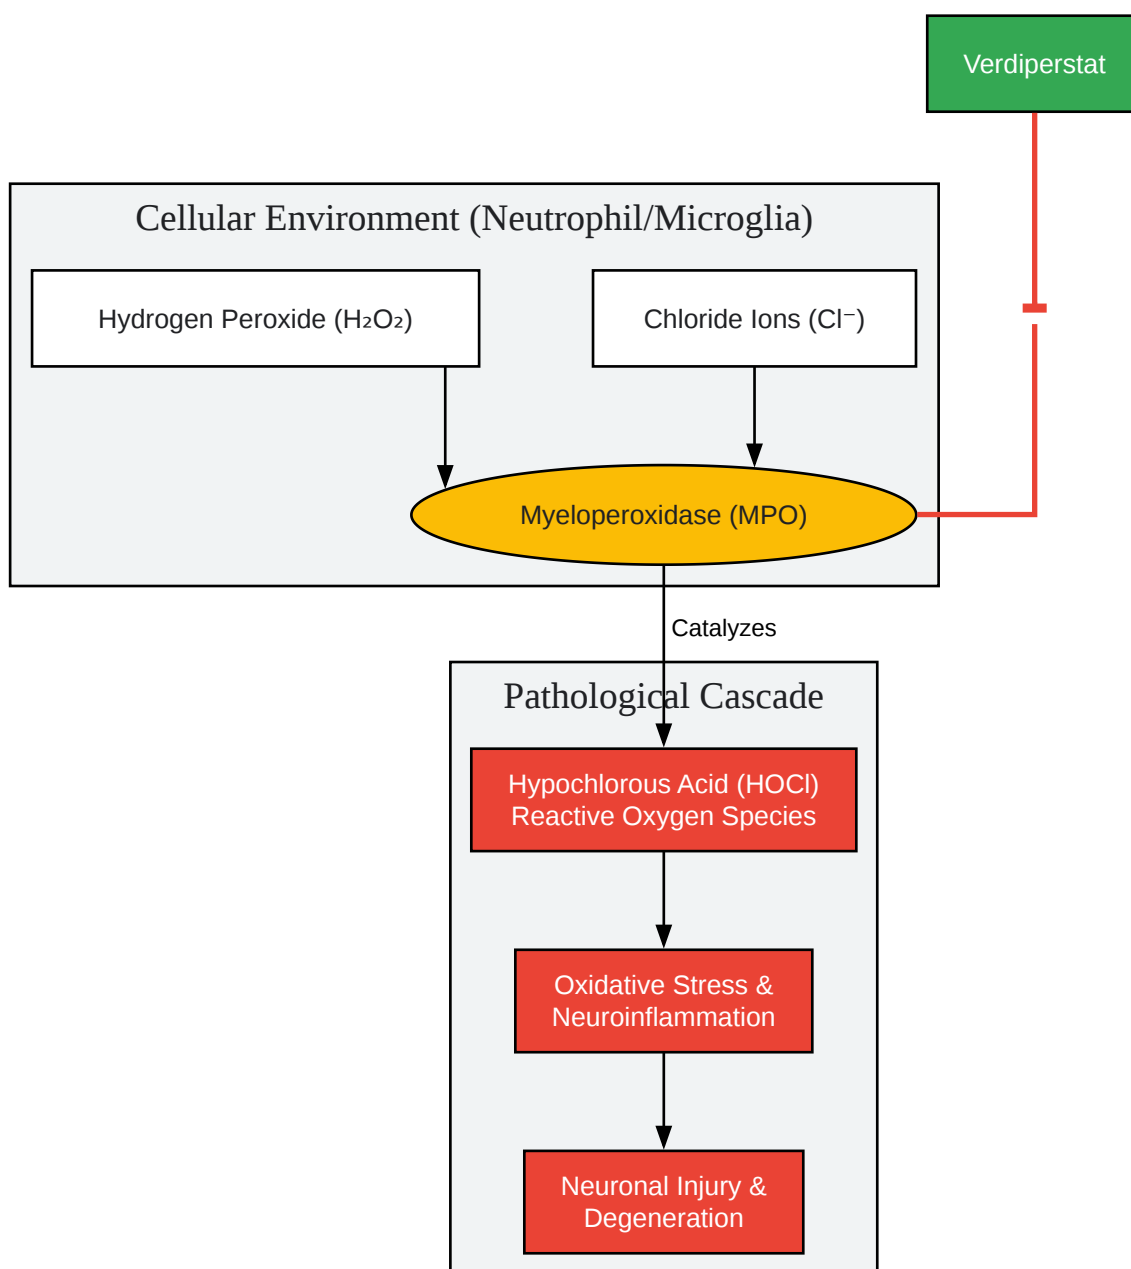 Verdiperstat
Cellular Environment (Neutrophil/Microglia)
Hydrogen Peroxide (H₂O₂)
Chloride Ions (Cl⁻)
Myeloperoxidase (MPO)
Catalyzes
Pathological Cascade
Hypochlorous Acid (HOCl)
Reactive Oxygen Species
Oxidative Stress &
Neuroinflammation
Neuronal Injury &
Degeneration